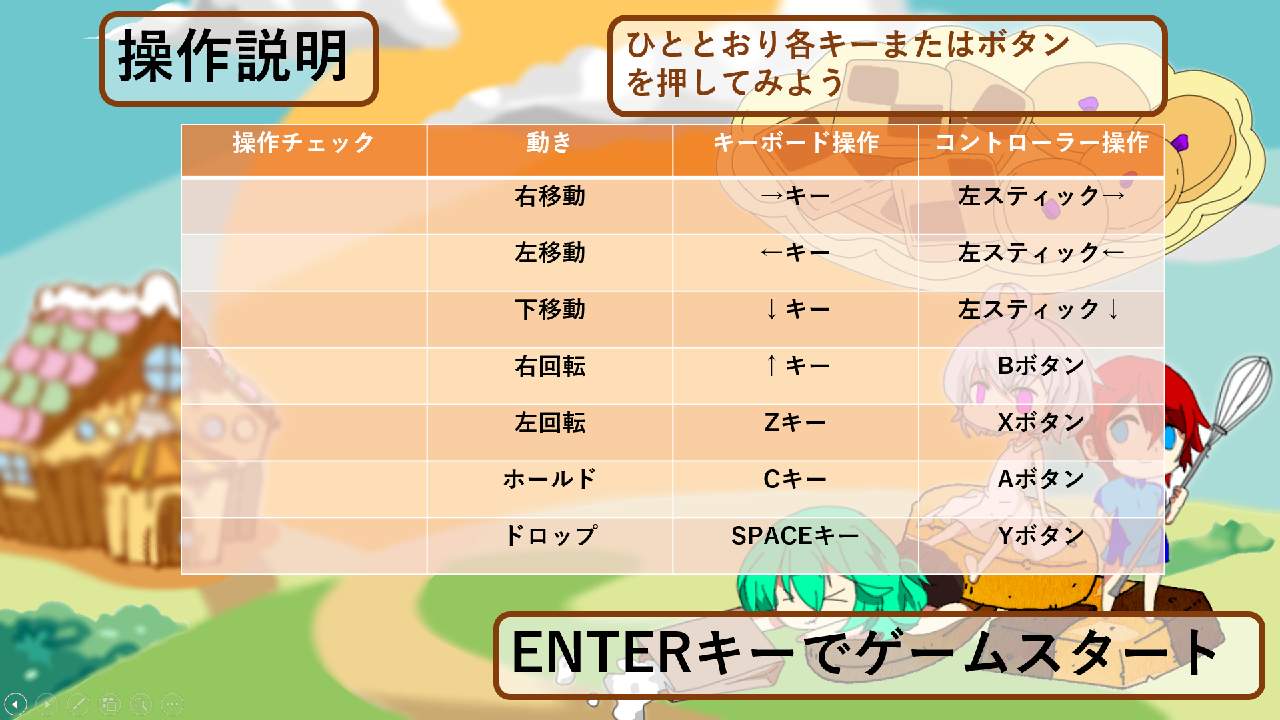 操作説明
ひととおり各キーまたはボタン
を押してみよう
操作チェック 動き キーボード操作 コントローラー操作
右移動 →キー 左スティック→
左移動 ←キー 左スティック←
下移動 ↓キー 左スティック↓
右回転 ↑キー Bボタン
左回転 Zキー Xボタン
ホールド Cキー Aボタン
ドロップ SPACEキー Yボタン
ENTERキーでゲームスタート